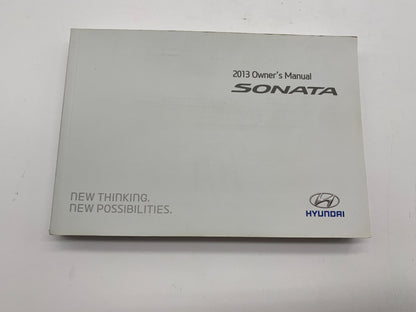 2013 Owner's Manual
SONATA
NEW THINKING.
NEW POSSIBILITIES.
HYUNDAI